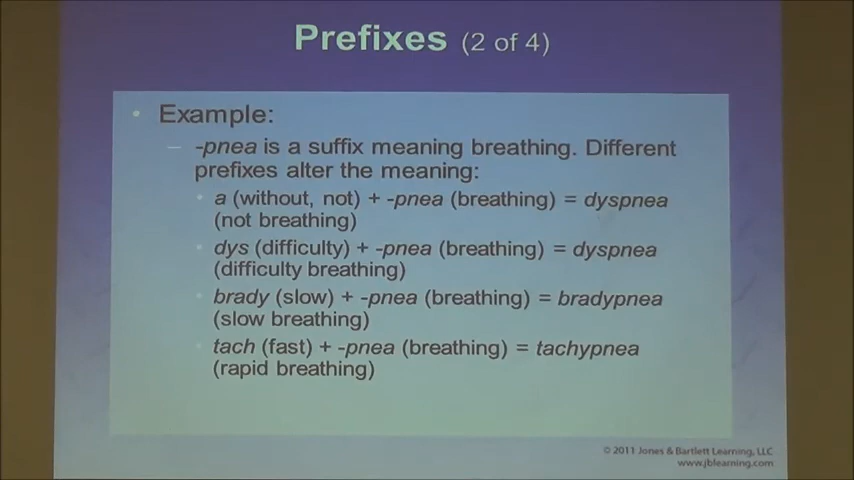 Prefixes (2 of 4)
• Example:
– -pnea is a suffix meaning breathing. Different
prefixes alter the meaning:
• a (without, not) + -pnea (breathing) = dyspnea
(not breathing)
• dys (difficulty) + -pnea (breathing) = dyspnea
(difficulty breathing)
• brady (slow) + -pnea (breathing) = bradypnea
(slow breathing)
• tach (fast) + -pnea (breathing) = tachypnea
(rapid breathing)
© 2011 Jones & Bartlett Learning, LLC
www.jblearning.com